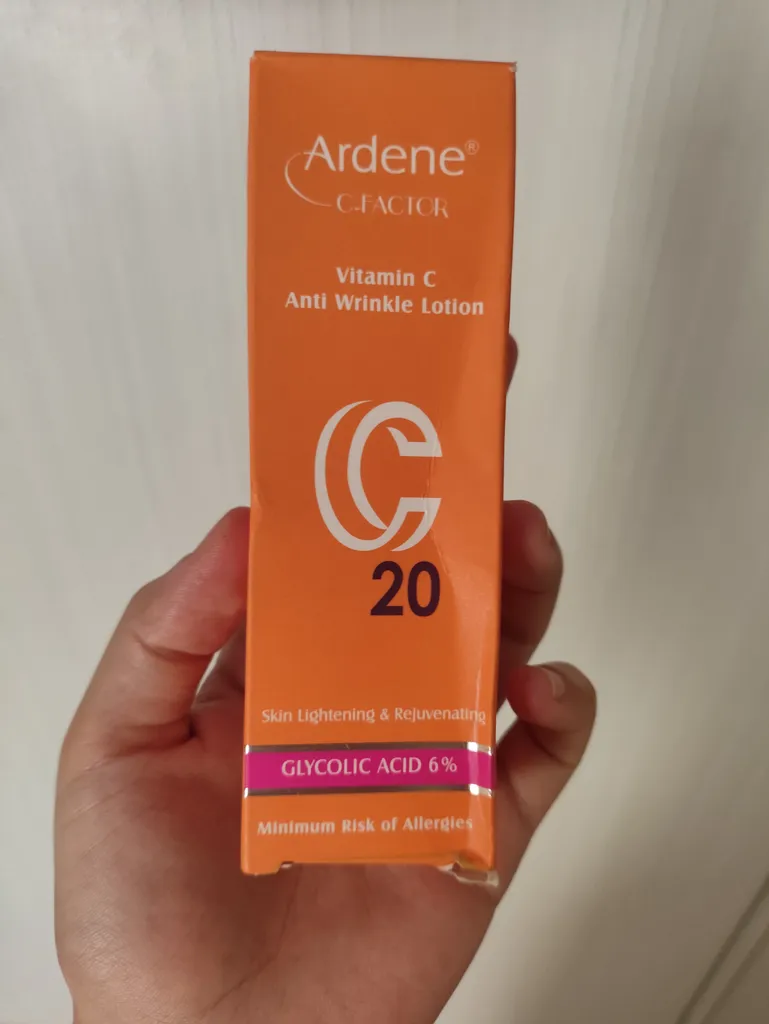 Ardene®
C-FACTOR
Vitamin C
Anti Wrinkle Lotion
C
20
Skin Lightening & Rejuvenating
GLYCOLIC ACID 6%
Minimum Risk of Allergies